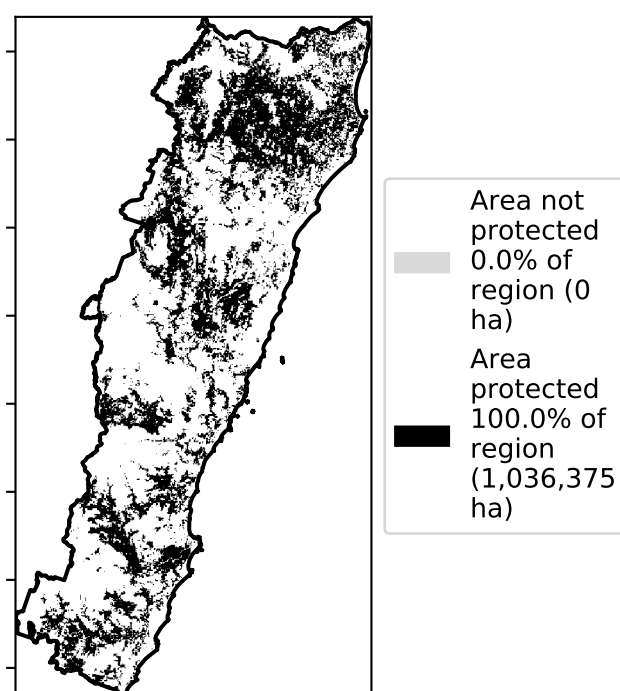 Area not
protected
0.0% of
region (0
ha)
Area
protected
100.0% of
region
(1,036,375
ha)